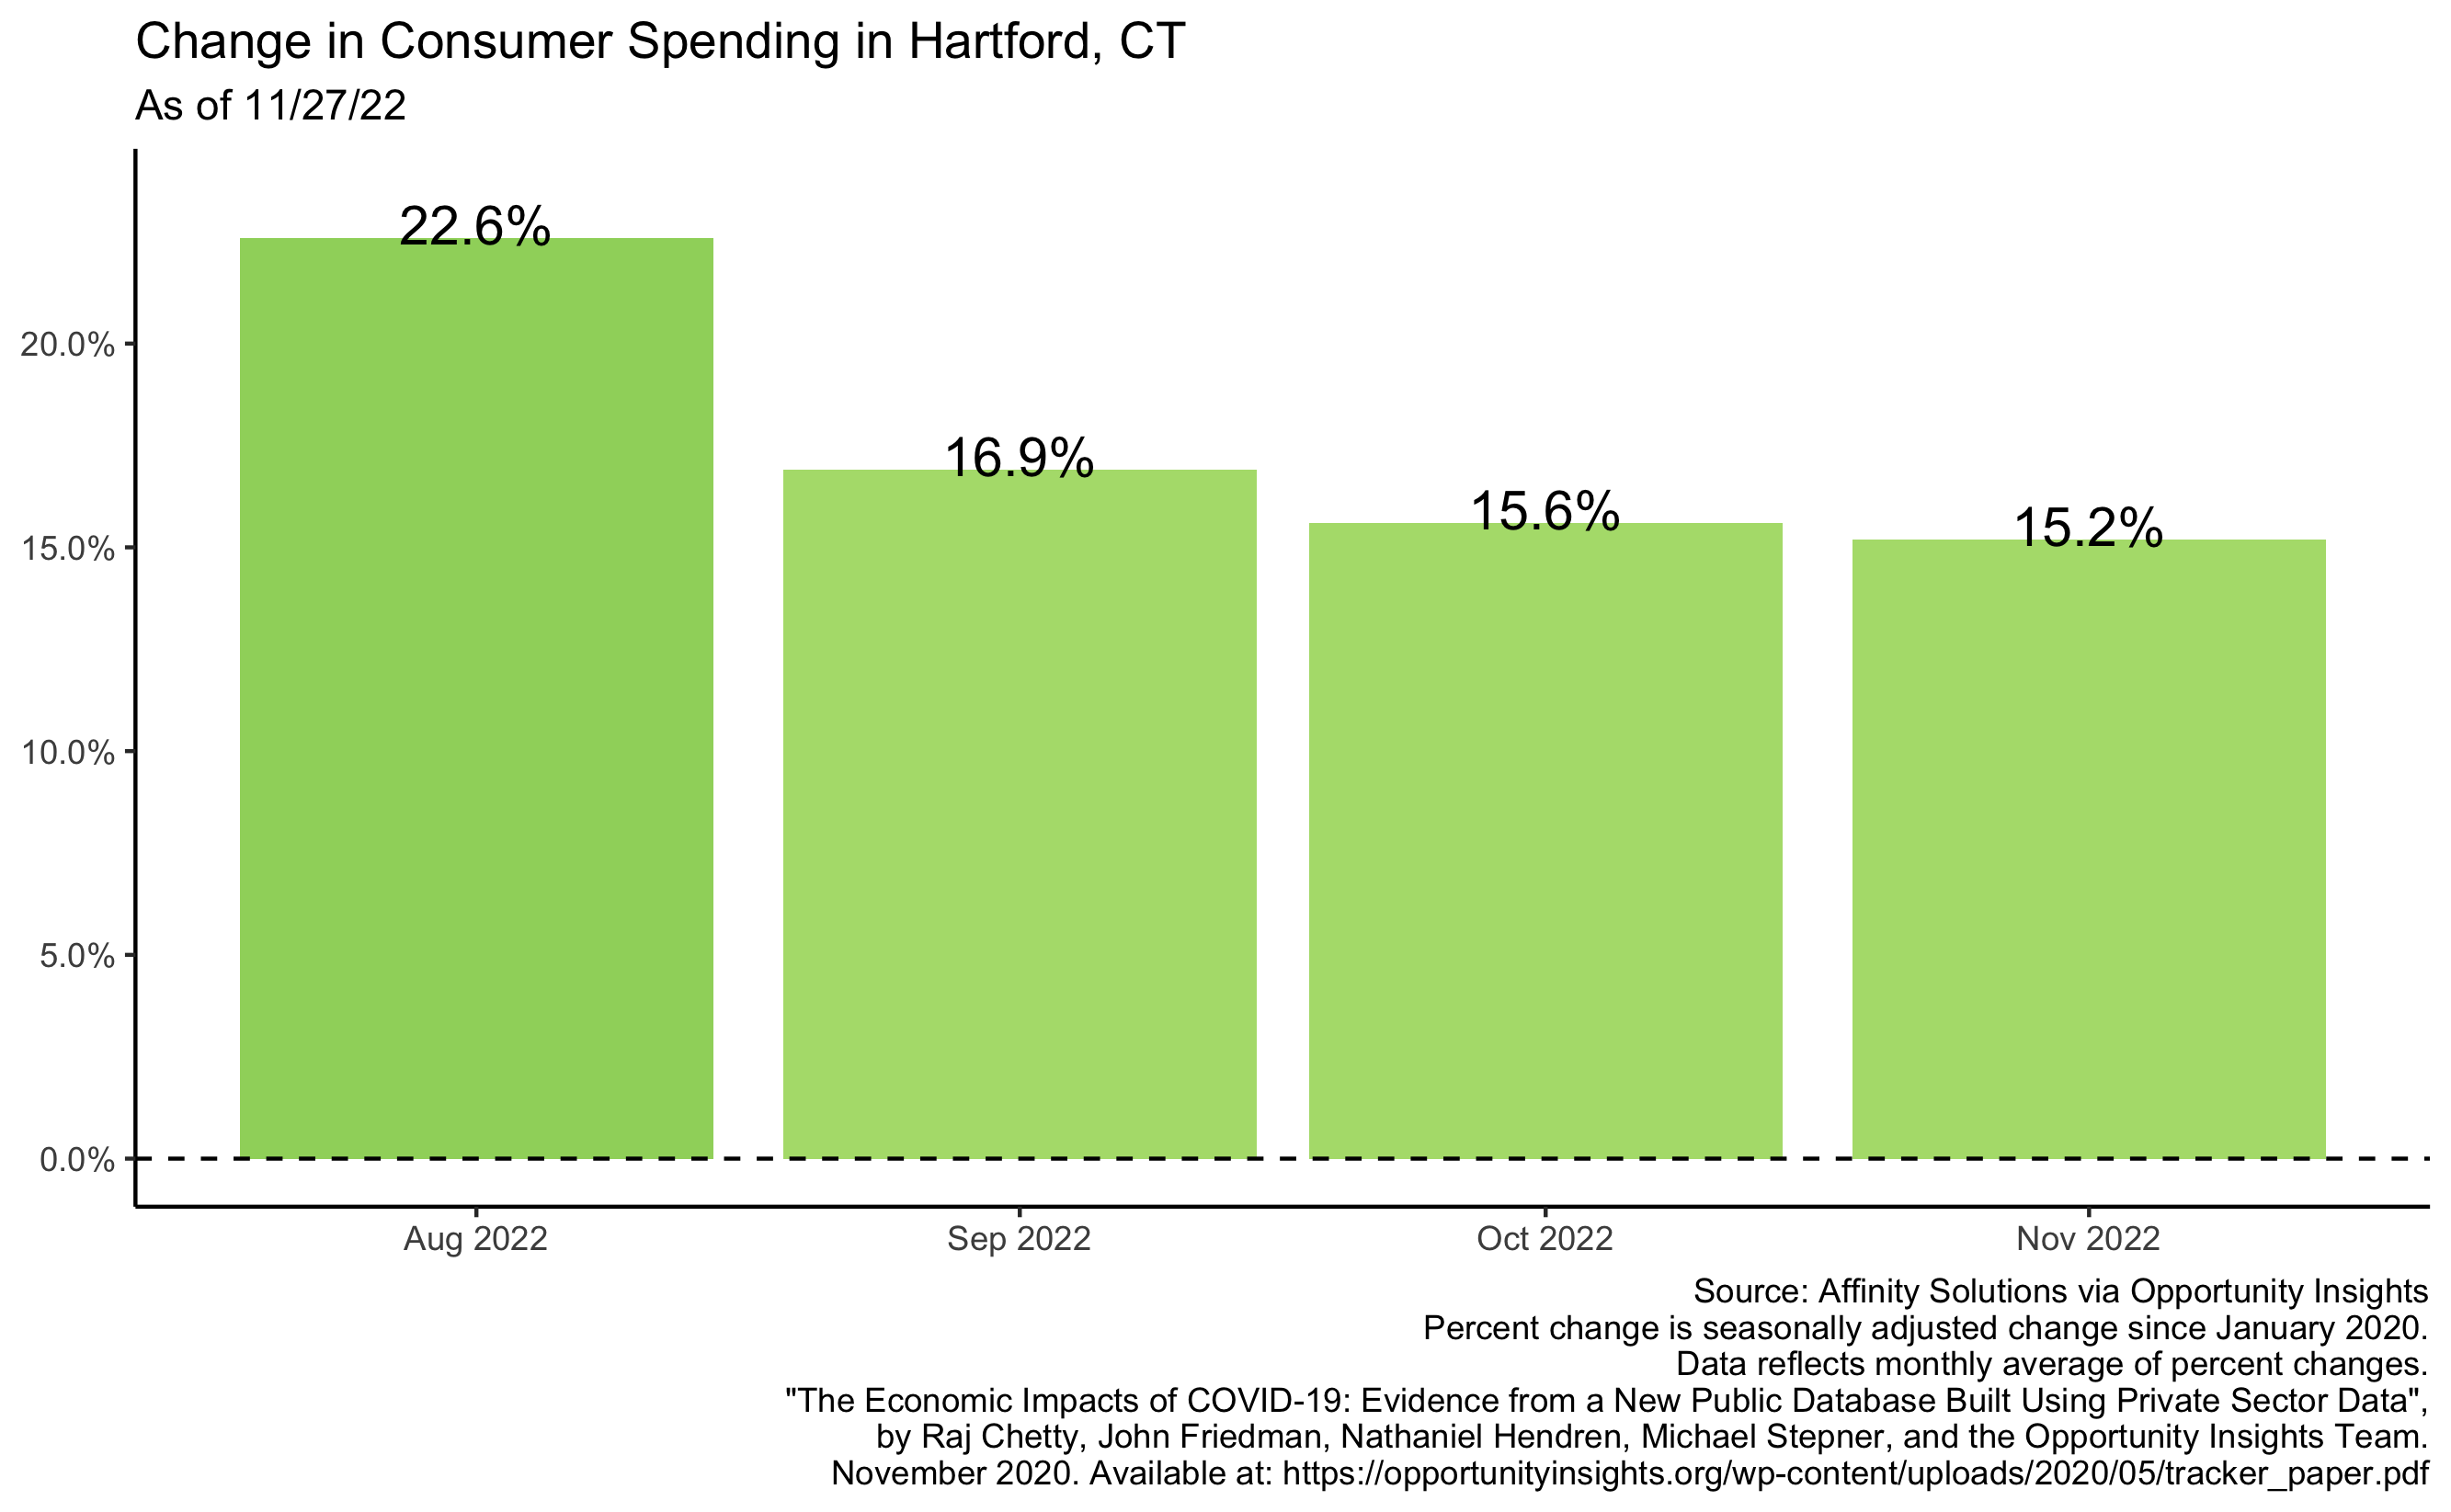 Change in Consumer Spending in Hartford, CT
As of 11/27/22
22.6%
16.9%
15.6%
15.2%
20.0%
15.0%
10.0%
5.0%
0.0%
Aug 2022
Sep 2022
Oct 2022
Nov 2022
Source: Affinity Solutions via Opportunity Insights
Percent change is seasonally adjusted change since January 2020.
Data reflects monthly average of percent changes.
"The Economic Impacts of COVID-19: Evidence from a New Public Database Built Using Private Sector Data",
by Raj Chetty, John Friedman, Nathaniel Hendren, Michael Stepner, and the Opportunity Insights Team.
November 2020. Available at: https://opportunityinsights.org/wp-content/uploads/2020/05/tracker_paper.pdf